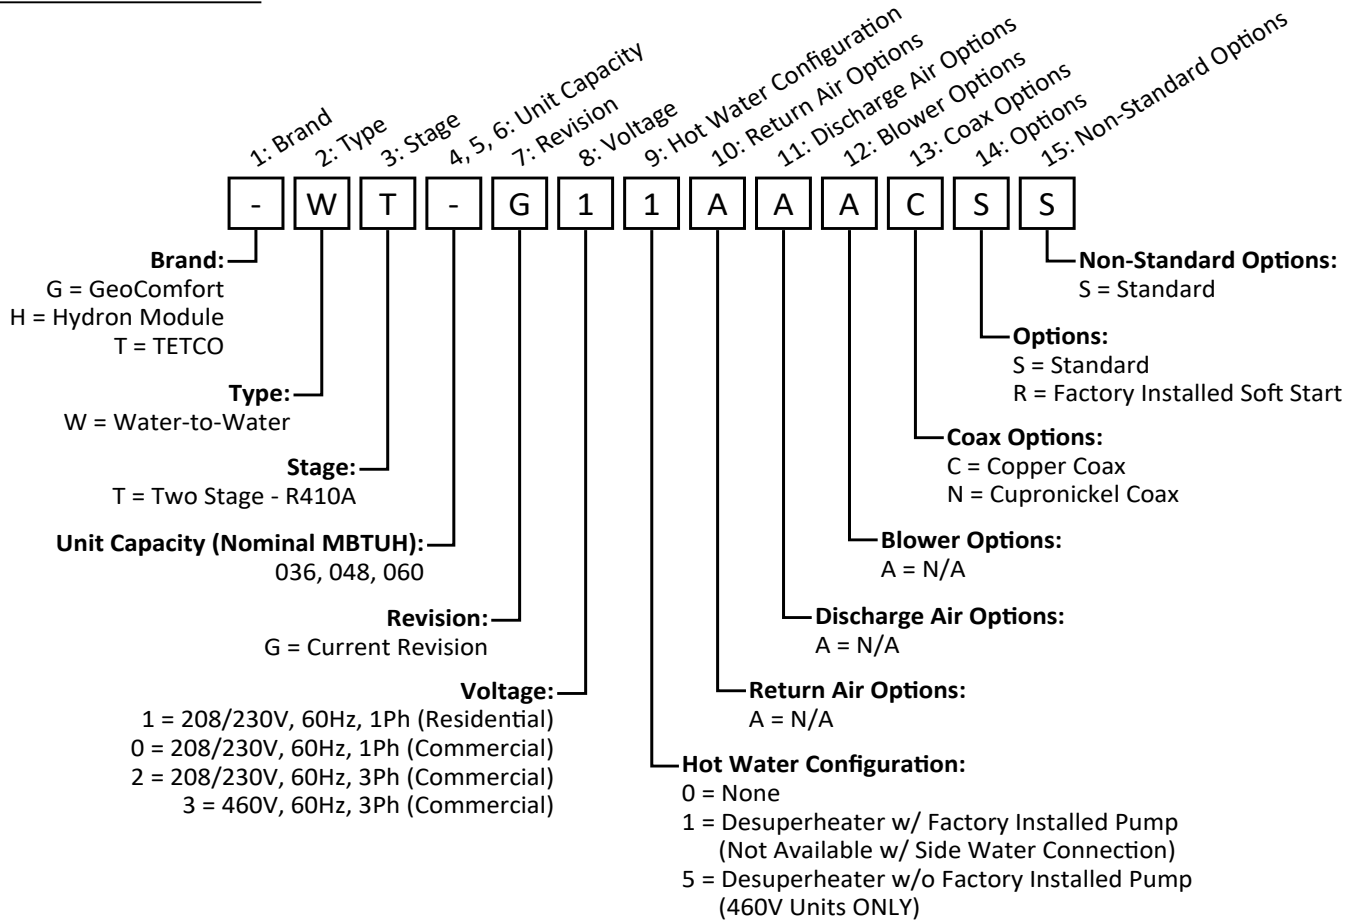 1: Brand
2: Type
3: Stage
4, 5, 6: Unit Capacity
7: Revision
8: Voltage
9: Hot Water Configuration
10: Return Air Options
11: Discharge Air Options
12: Blower Options
13: Coax Options
14: Options
15: Non-Standard Options
- W T - G 1 1 A A A C S S
Brand:
G = GeoComfort
H = Hydron Module
T = TETCO
Type:
W = Water-to-Water
Stage:
T = Two Stage - R410A
Unit Capacity (Nominal MBTUH):
036, 048, 060
Revision:
G = Current Revision
Voltage:
1 = 208/230V, 60Hz, 1Ph (Residential)
0 = 208/230V, 60Hz, 1Ph (Commercial)
2 = 208/230V, 60Hz, 3Ph (Commercial)
3 = 460V, 60Hz, 3Ph (Commercial)
Non-Standard Options:
S = Standard
Options:
S = Standard
R = Factory Installed Soft Start
Coax Options:
C = Copper Coax
N = Cupronickel Coax
Blower Options:
A = N/A
Discharge Air Options:
A = N/A
Return Air Options:
A = N/A
Hot Water Configuration:
0 = None
1 = Desuperheater w/ Factory Installed Pump
(Not Available w/ Side Water Connection)
5 = Desuperheater w/o Factory Installed Pump
(460V Units ONLY)